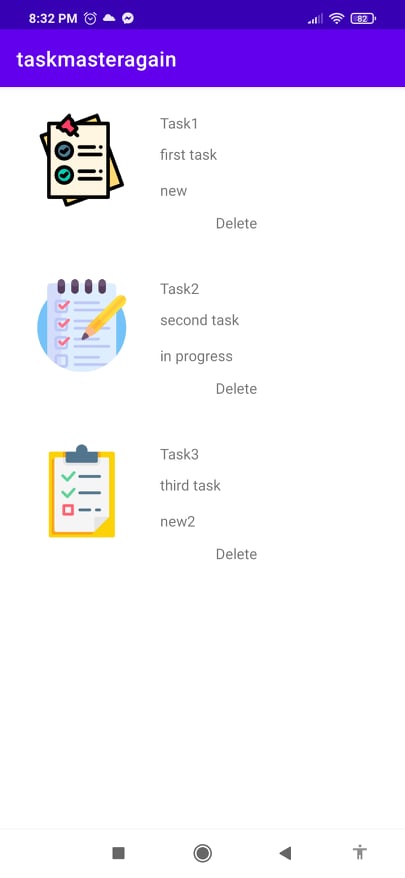 8:32 PM
82
taskmasteragain
Task1
first task
new
Delete
Task2
second task
in progress
Delete
Task3
third task
new2
Delete